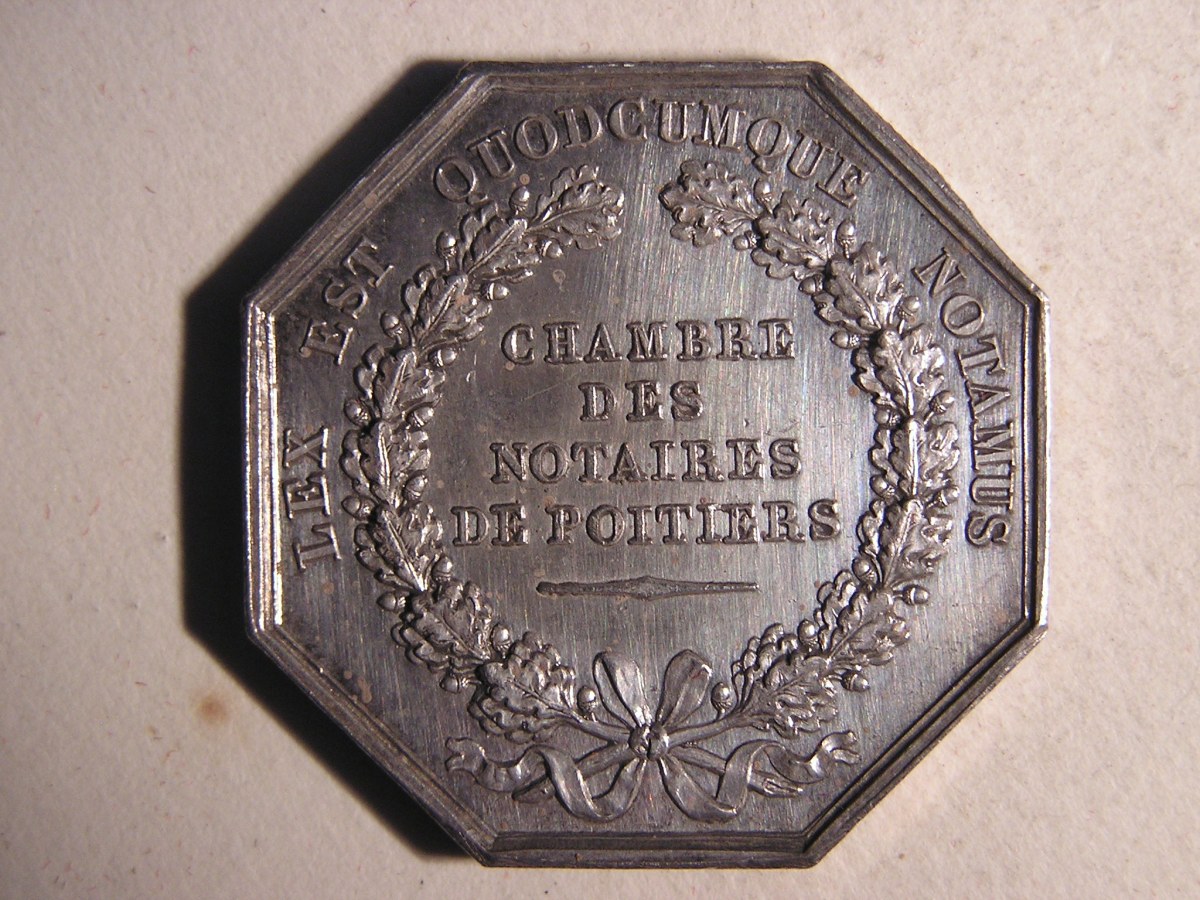 LEX EST QUODCUMQUE NOTAMUS
CHAMBRE
DES
NOTAIRES
DE POITIERS